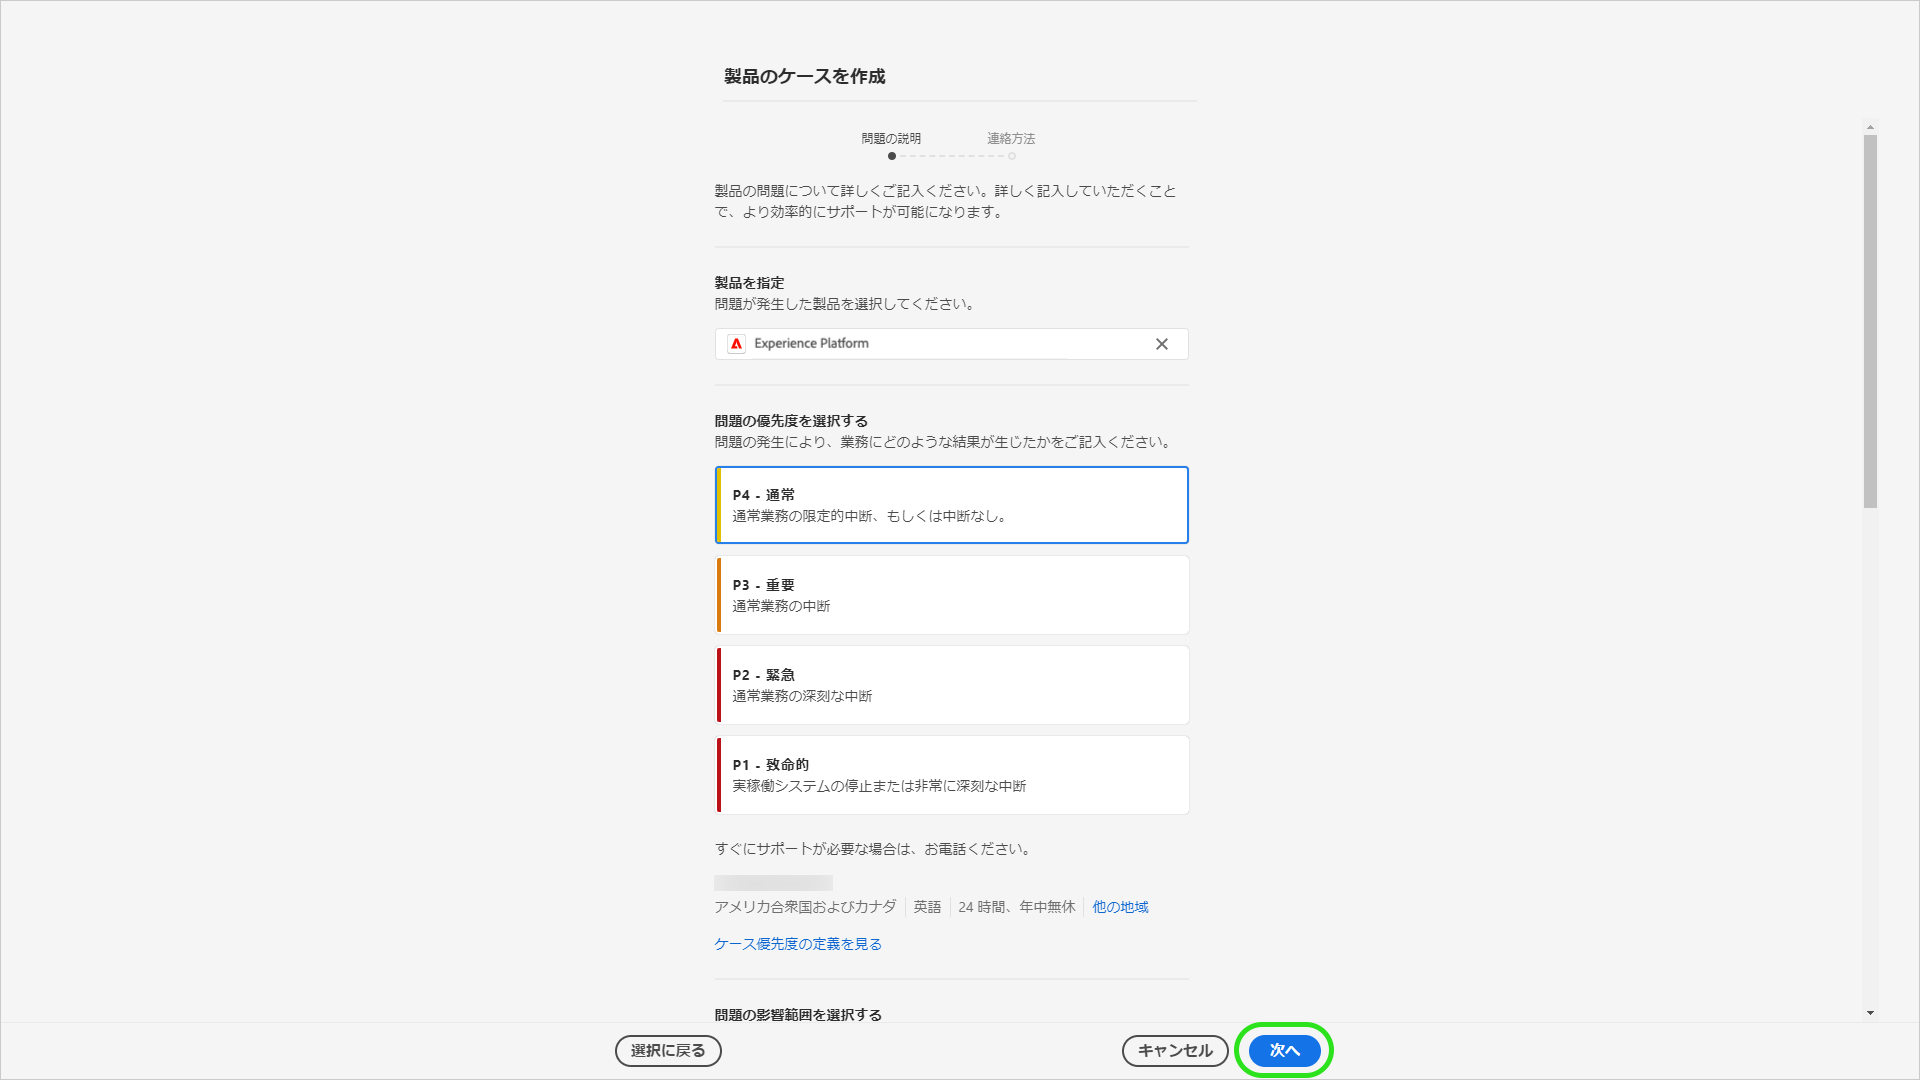 製品のケースを作成
問題の説明
連絡方法
製品の問題について詳しくご記入ください。詳しく記入していただくこと
で、より効率的にサポートが可能になります。
製品を指定
問題が発生した製品を選択してください。
Experience Platform
問題の優先度を選択する
問題の発生により、業務にどのような結果が生じたかをご記入ください。
P4 - 通常
通常業務の限定的中断、もしくは中断なし。
P3 - 重要
通常業務の中断
P2 - 緊急
通常業務の深刻な中断
P1 - 致命的
実稼働システムの停止または非常に深刻な中断
すぐにサポートが必要な場合は、お電話ください。
アメリカ合衆国およびカナダ 英語 24 時間、年中無休 他の地域
ケース優先度の定義を見る
問題の影響範囲を選択する
選択に戻る
キャンセル
次へ